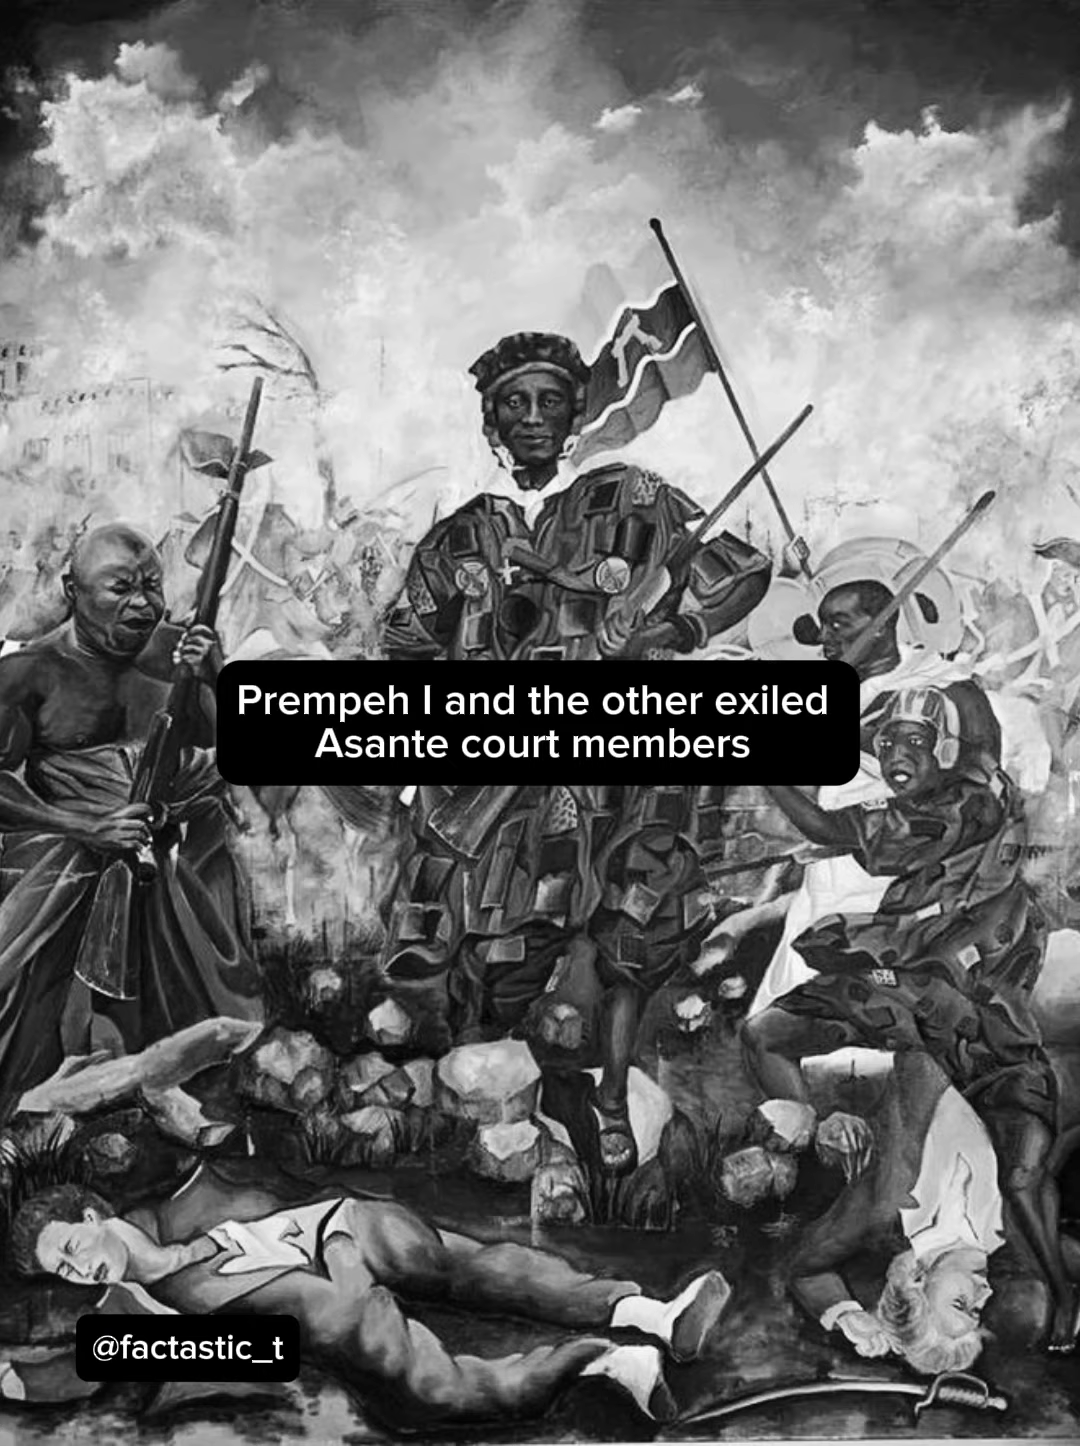 Prempeh I and the other exiled
Asante court members
@factastic_t